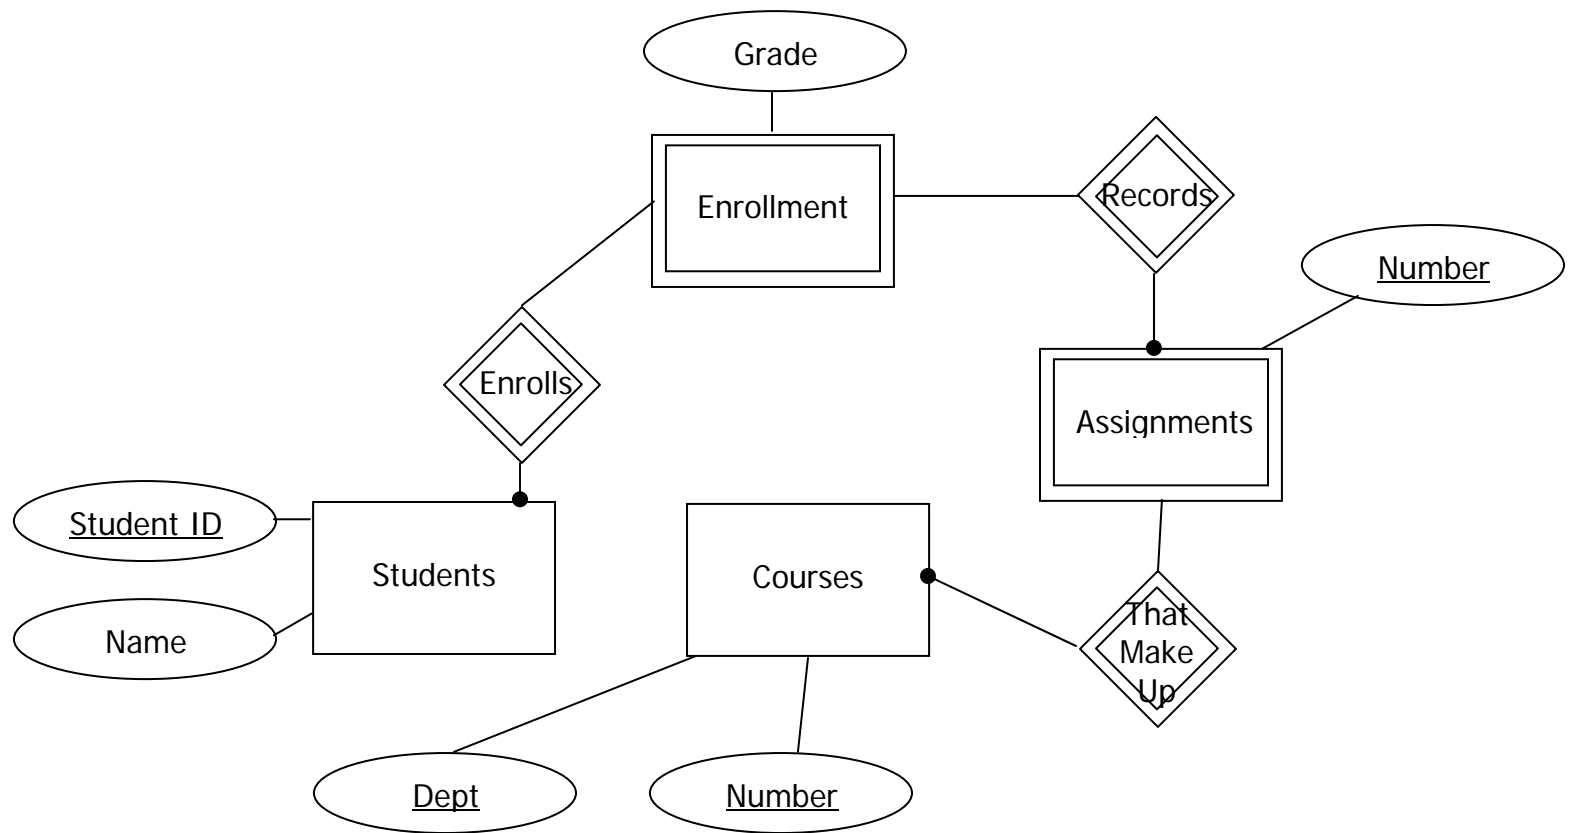 Grade
Enrollment
Records
Number
Enrolls
Assignments
Student ID
Students
Courses
Name
That
Make
Up
Dept
Number